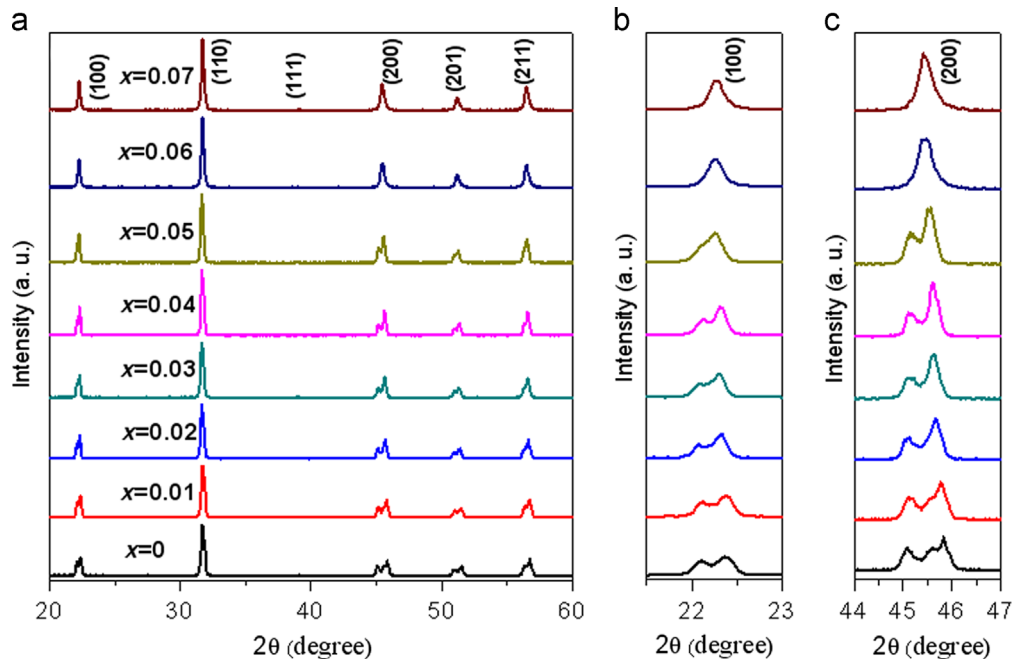 a
b
c
(100)
(110)
(111)
(200)
(201)
(211)
x=0.07
x=0.06
x=0.05
x=0.04
x=0.03
x=0.02
x=0.01
x=0
Intensity (a. u.)
20 30 40 50 60
2θ (degree)
(100)
Intensity (a. u.)
22 23
2θ (degree)
(200)
Intensity (a. u.)
44 45 46 47
2θ (degree)